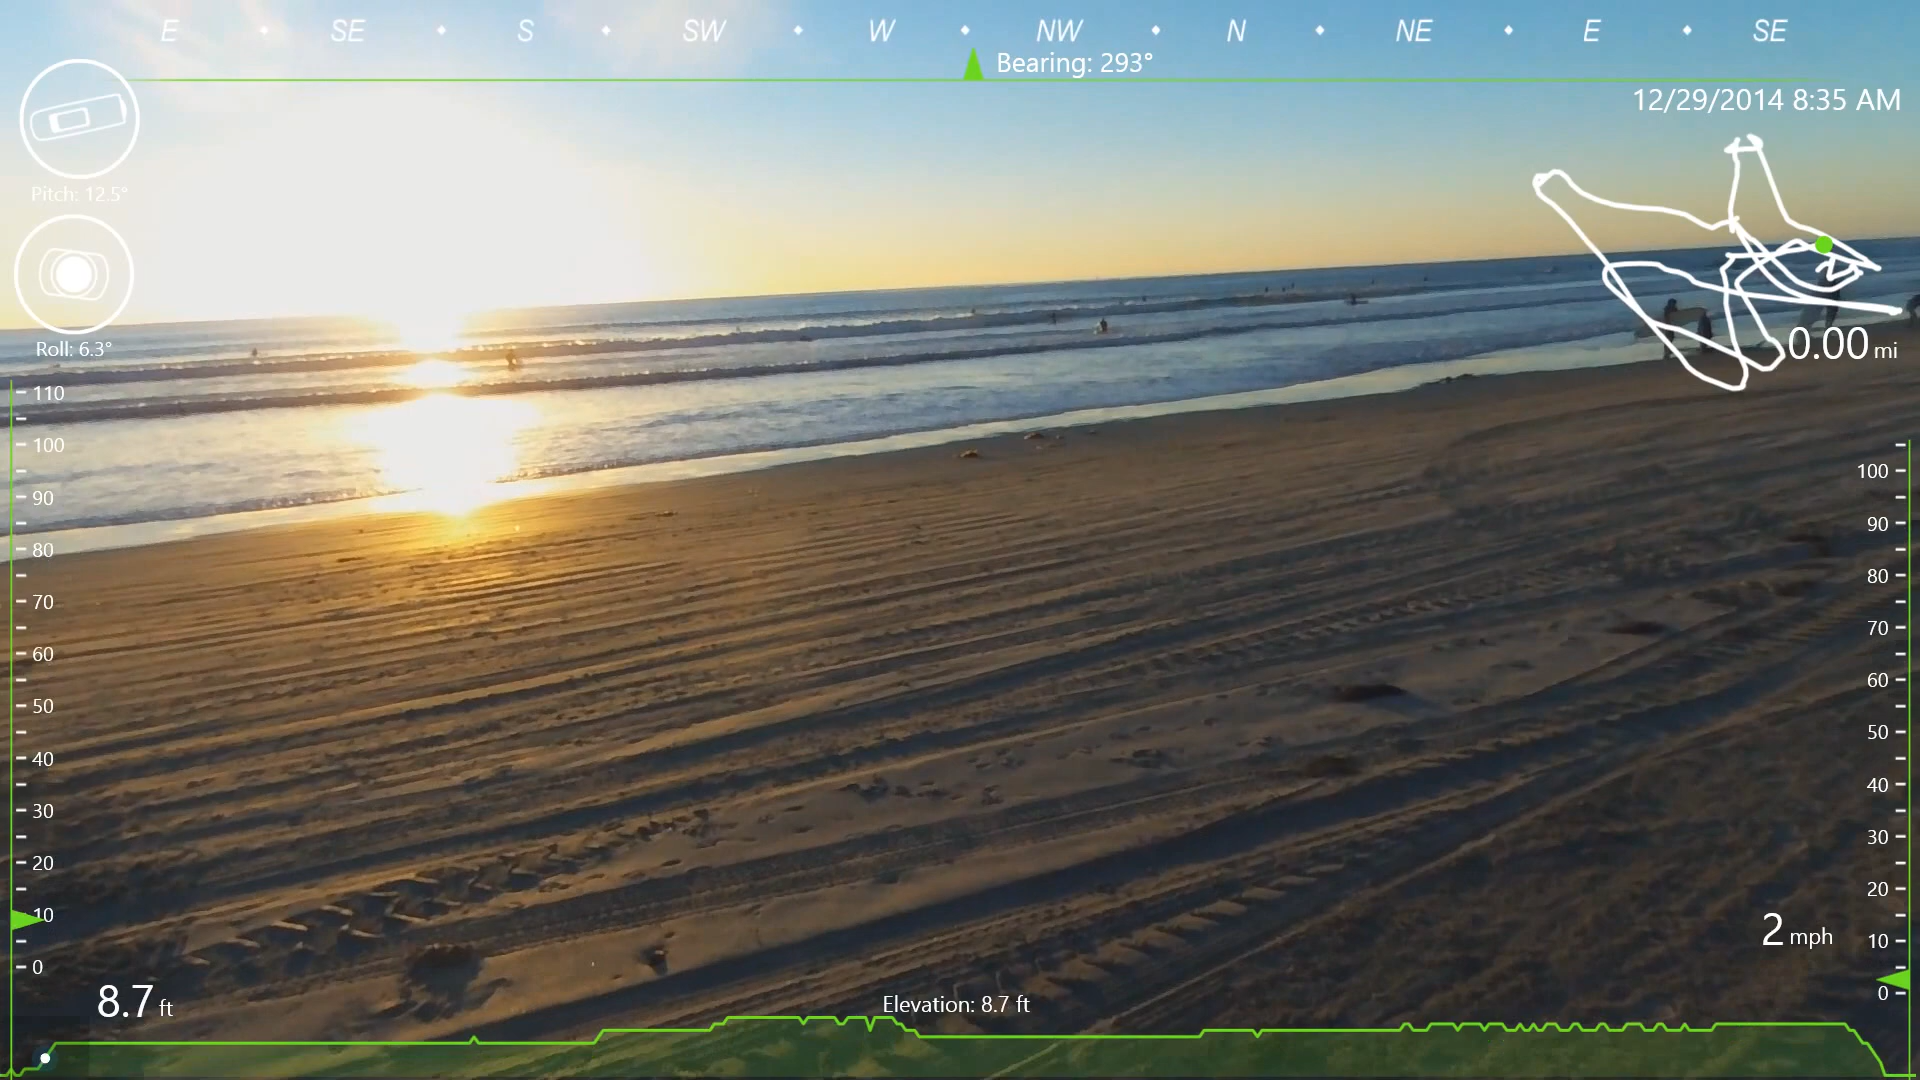 E SE S SW W NW N NE E SE
Bearing: 293°
12/29/2014 8:35 AM
Pitch: 12.5°
Roll: 6.3°
0.00 mi
110
100
90
80
70
60
50
40
30
20
10
0
100
90
80
70
60
50
40
30
20
10
0
2 mph
8.7 ft
Elevation: 8.7 ft